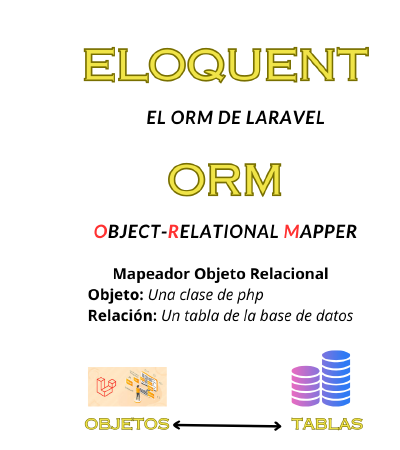 ELOQUENT
EL ORM DE LARAVEL
ORM
OBJECT-RELATIONAL MAPPER
Mapeador Objeto Relacional
Objeto: Una clase de php
Relación: Un tabla de la base de datos
OBJETOS
TABLAS